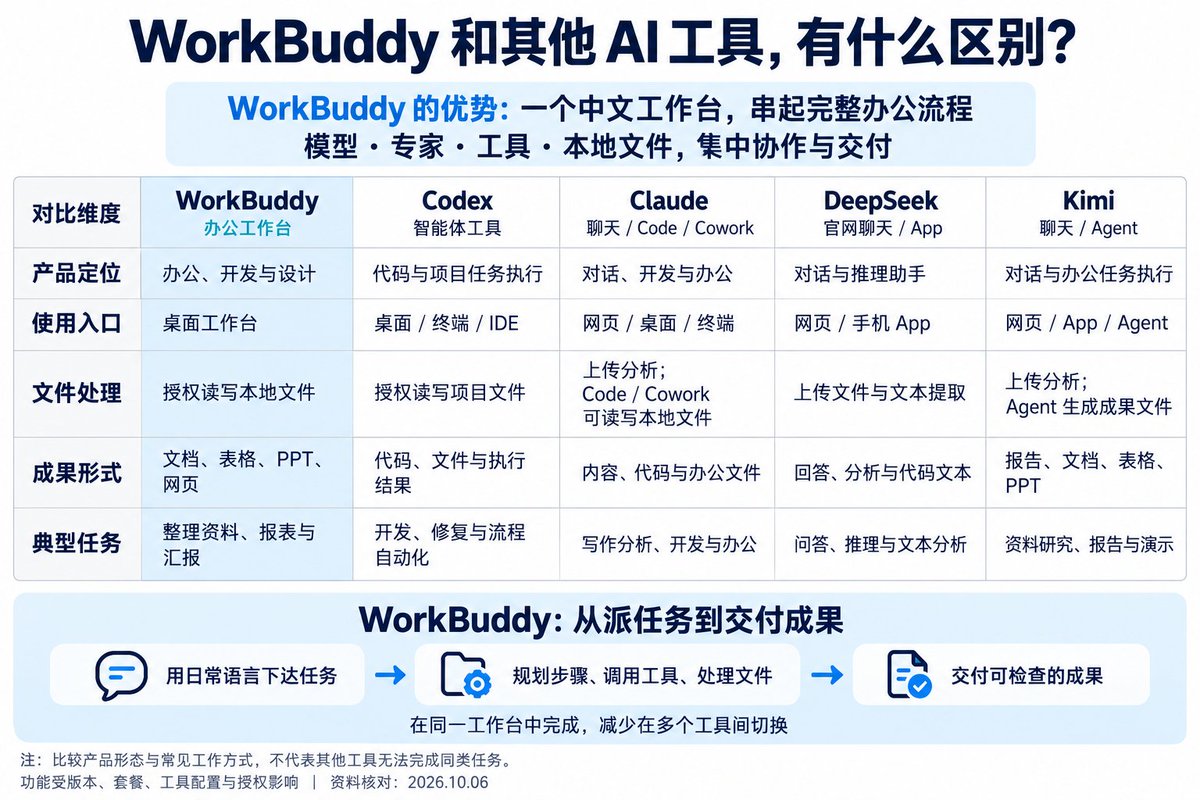 WorkBuddy 和其他 AI 工具，有什么区别？
WorkBuddy 的优势：一个中文工作台，串起完整办公流程
模型・专家・工具・本地文件，集中协作与交付
对比维度
WorkBuddy
办公工作台
Codex
智能体工具
Claude
聊天 / Code / Cowork
DeepSeek
官网聊天 / App
Kimi
聊天 / Agent
产品定位
办公、开发与设计
代码与项目任务执行
对话、开发与办公
对话与推理助手
对话与办公任务执行
使用入口
桌面工作台
桌面 / 终端 / IDE
网页 / 桌面 / 终端
网页 / 手机 App
网页 / App / Agent
文件处理
授权读写本地文件
授权读写项目文件
上传分析；
Code / Cowork
可读写本地文件
上传文件与文本提取
上传分析；
Agent 生成成果文件
成果形式
文档、表格、PPT、
网页
代码、文件与执行
结果
内容、代码与办公文件
回答、分析与代码文本
报告、文档、表格、
PPT
典型任务
整理资料、报表与
汇报
开发、修复与流程
自动化
写作分析、开发与办公
问答、推理与文本分析
资料研究、报告与演示
WorkBuddy：从派任务到交付成果
用日常语言下达任务
规划步骤、调用工具、处理文件
交付可检查的成果
在同一工作台中完成，减少在多个工具间切换
注：比较产品形态与常见工作方式，不代表其他工具无法完成同类任务。
功能受版本、套餐、工具配置与授权影响 | 资料核对：2026.10.06